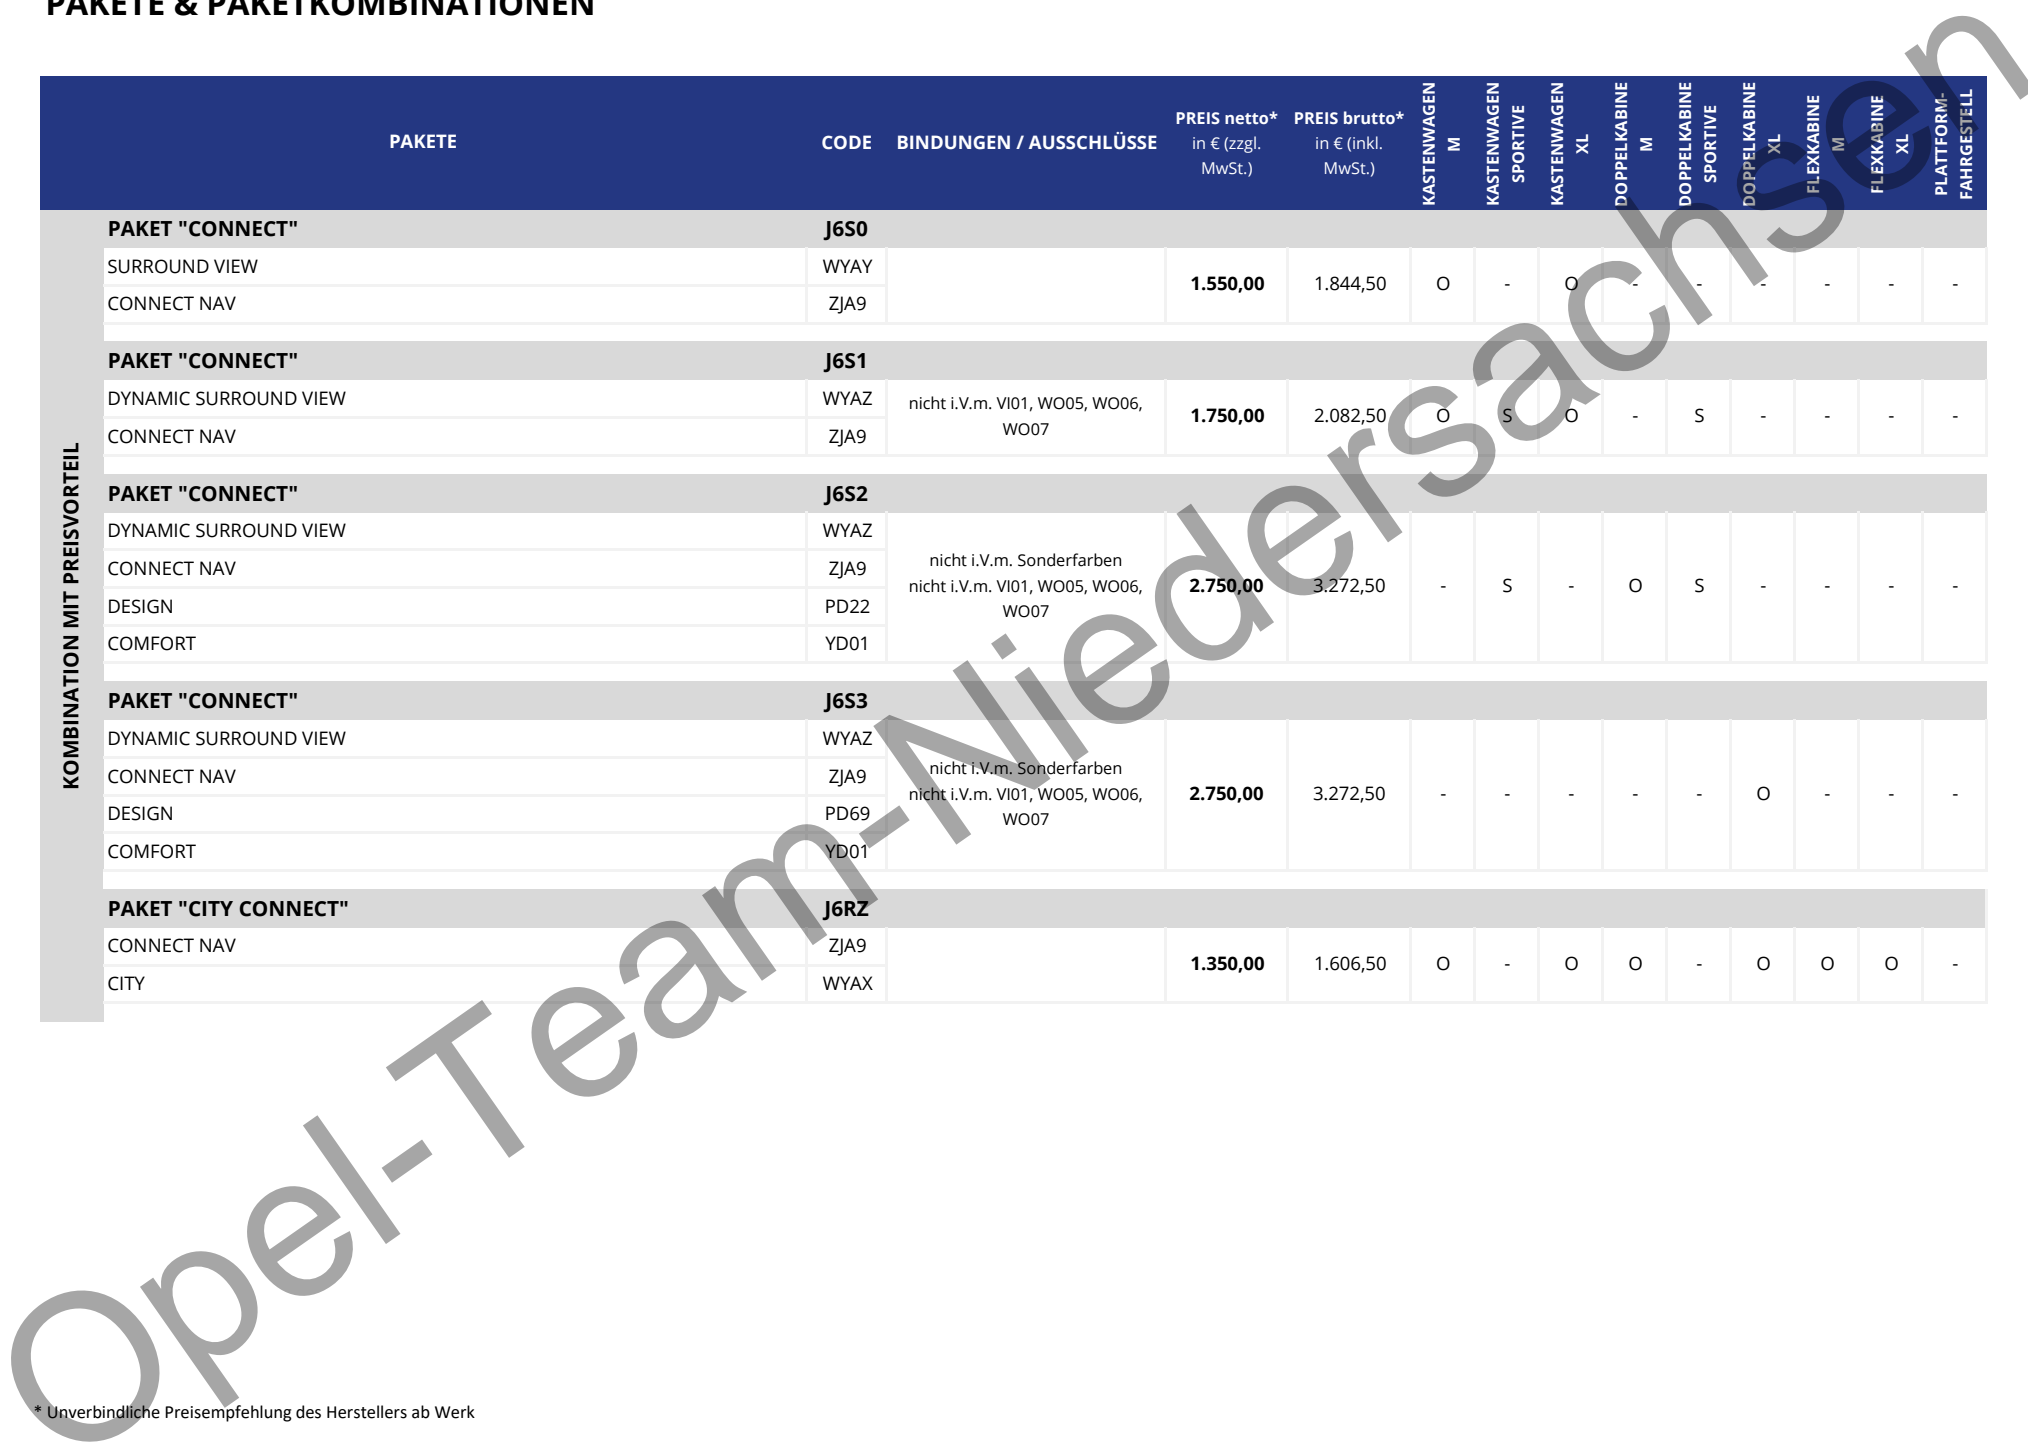 PAKETE & PAKETKOMBINATIONEN
PAKETE CODE BINDUNGEN / AUSSCHLÜSSE PREIS netto* in € (zzgl. MwSt.) PREIS brutto* in € (inkl. MwSt.) KASTENWAGEN M KASTENWAGEN SPORTIVE KASTENWAGEN XL DOPPELKABINE M DOPPELKABINE SPORTIVE DOPPELKABINE XL FLEXKABINE M FLEXKABINE XL PLATTFORM-FAHRGESTELL
KOMBINATION MIT PREISVORTEIL
PAKET "CONNECT" J6S0
SURROUND VIEW WYAY
1.550,00 1.844,50 O - O - - - - - -
CONNECT NAV ZJA9
PAKET "CONNECT" J6S1
DYNAMIC SURROUND VIEW WYAZ
nicht i.V.m. VI01, WO05, WO06,
WO07
1.750,00 2.082,50 O S O - S - - - -
CONNECT NAV ZJA9
PAKET "CONNECT" J6S2
DYNAMIC SURROUND VIEW WYAZ
CONNECT NAV ZJA9
nicht i.V.m. Sonderfarben
nicht i.V.m. VI01, WO05, WO06,
WO07
2.750,00 3.272,50 - S - O S - - - -
DESIGN PD22
COMFORT YD01
PAKET "CONNECT" J6S3
DYNAMIC SURROUND VIEW WYAZ
CONNECT NAV ZJA9
nicht i.V.m. Sonderfarben
nicht i.V.m. VI01, WO05, WO06,
WO07
2.750,00 3.272,50 - - - - - O - - -
DESIGN PD69
COMFORT YD01
PAKET "CITY CONNECT" J6RZ
CONNECT NAV ZJA9
1.350,00 1.606,50 O - O O - O O O -
CITY WYAX
* Unverbindliche Preisempfehlung des Herstellers ab Werk
Opel-Team-Niedersachsen